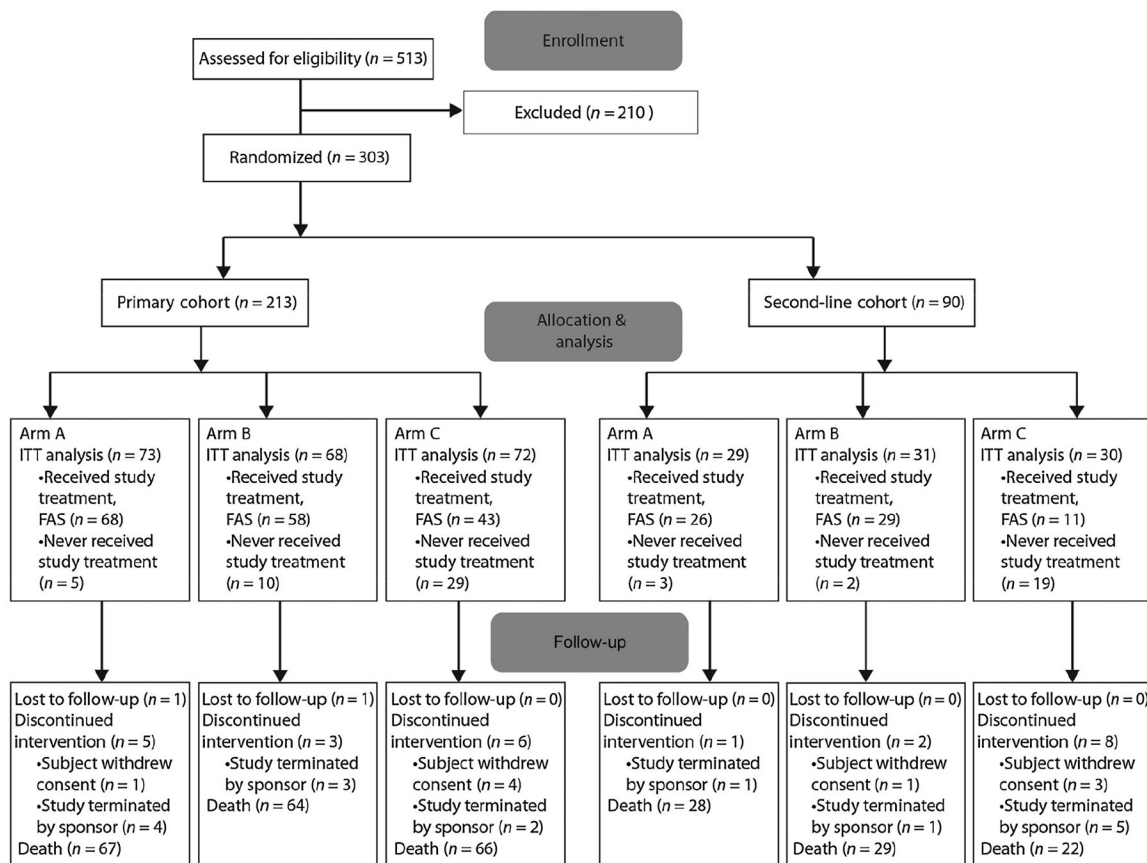 Enrollment
Assessed for eligibility (n = 513)
Excluded (n = 210 )
Randomized (n = 303)
Primary cohort (n = 213)
Second-line cohort (n = 90)
Allocation &
analysis
Arm A
ITT analysis (n = 73)
•Received study
treatment,
FAS (n = 68)
•Never received
study treatment
(n = 5)
Arm B
ITT analysis (n = 68)
•Received study
treatment,
FAS (n = 58)
•Never received
study treatment
(n = 10)
Arm C
ITT analysis (n = 72)
•Received study
treatment,
FAS (n = 43)
•Never received
study treatment
(n = 29)
Arm A
ITT analysis (n = 29)
•Received study
treatment,
FAS (n = 26)
•Never received
study treatment
(n = 3)
Arm B
ITT analysis (n = 31)
•Received study
treatment,
FAS (n = 29)
•Never received
study treatment
(n = 2)
Arm C
ITT analysis (n = 30)
•Received study
treatment,
FAS (n = 11)
•Never received
study treatment
(n = 19)
Follow-up
Lost to follow-up (n = 1)
Discontinued
intervention (n = 5)
•Subject withdrew
consent (n = 1)
•Study terminated
by sponsor (n = 4)
Death (n = 67)
Lost to follow-up (n = 1)
Discontinued
intervention (n = 3)
•Study terminated
by sponsor (n = 3)
Death (n = 64)
Lost to follow-up (n = 0)
Discontinued
intervention (n = 6)
•Subject withdrew
consent (n = 4)
•Study terminated
by sponsor (n = 2)
Death (n = 66)
Lost to follow-up (n = 0)
Discontinued
intervention (n = 1)
•Study terminated
by sponsor (n = 1)
Death (n = 28)
Lost to follow-up (n = 0)
Discontinued
intervention (n = 2)
•Subject withdrew
consent (n = 1)
•Study terminated
by sponsor (n = 1)
Death (n = 29)
Lost to follow-up (n = 0)
Discontinued
intervention (n = 8)
•Subject withdrew
consent (n = 3)
•Study terminated
by sponsor (n = 5)
Death (n = 22)